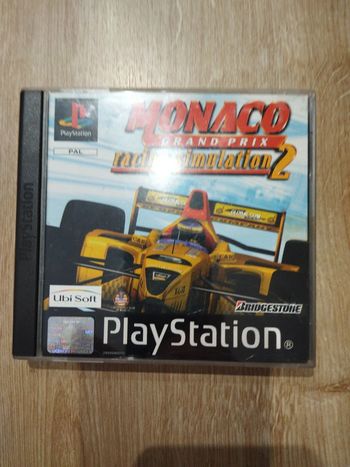 PlayStation
PAL
MONACO
GRAND PRIX
racing simulation 2
Ubi Soft
BRIDGESTONE
PlayStation®
PlayStation